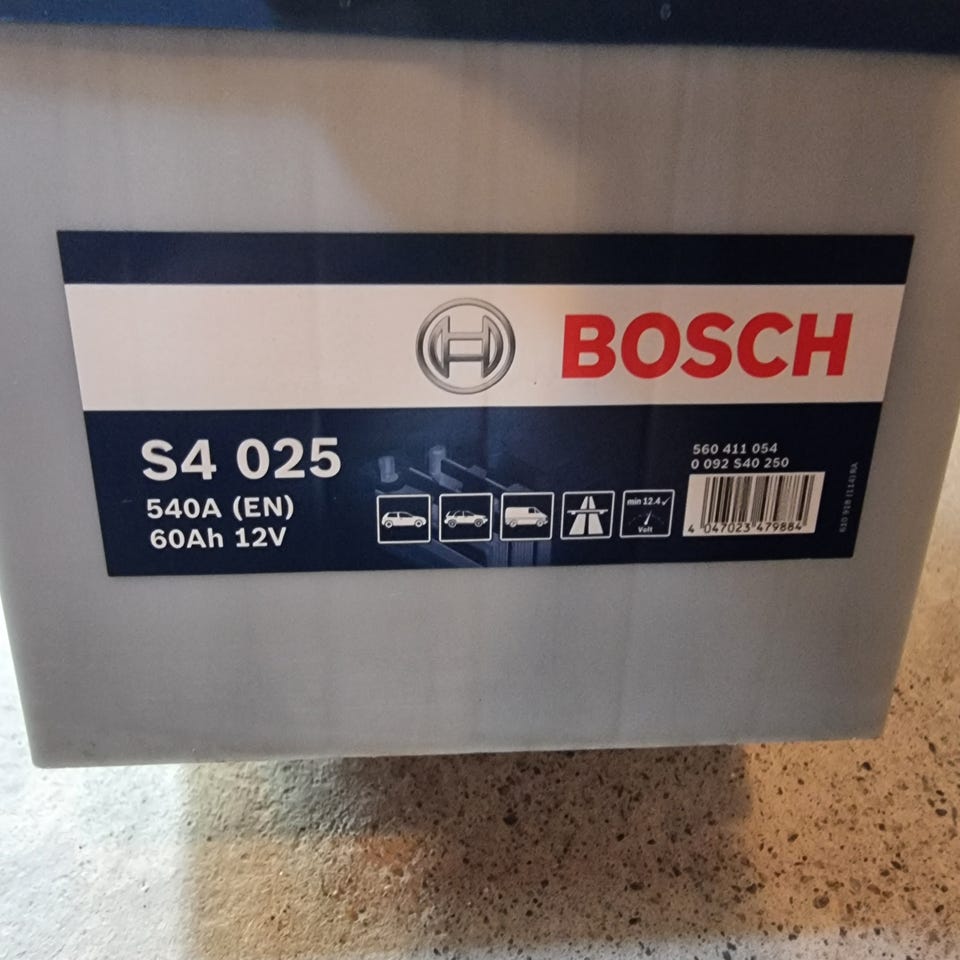 BOSCH
S4 025
540A (EN)
60Ah 12V
min 12.4 ✓
Volt
560 411 054
0 092 S40 250
4 047023 479884